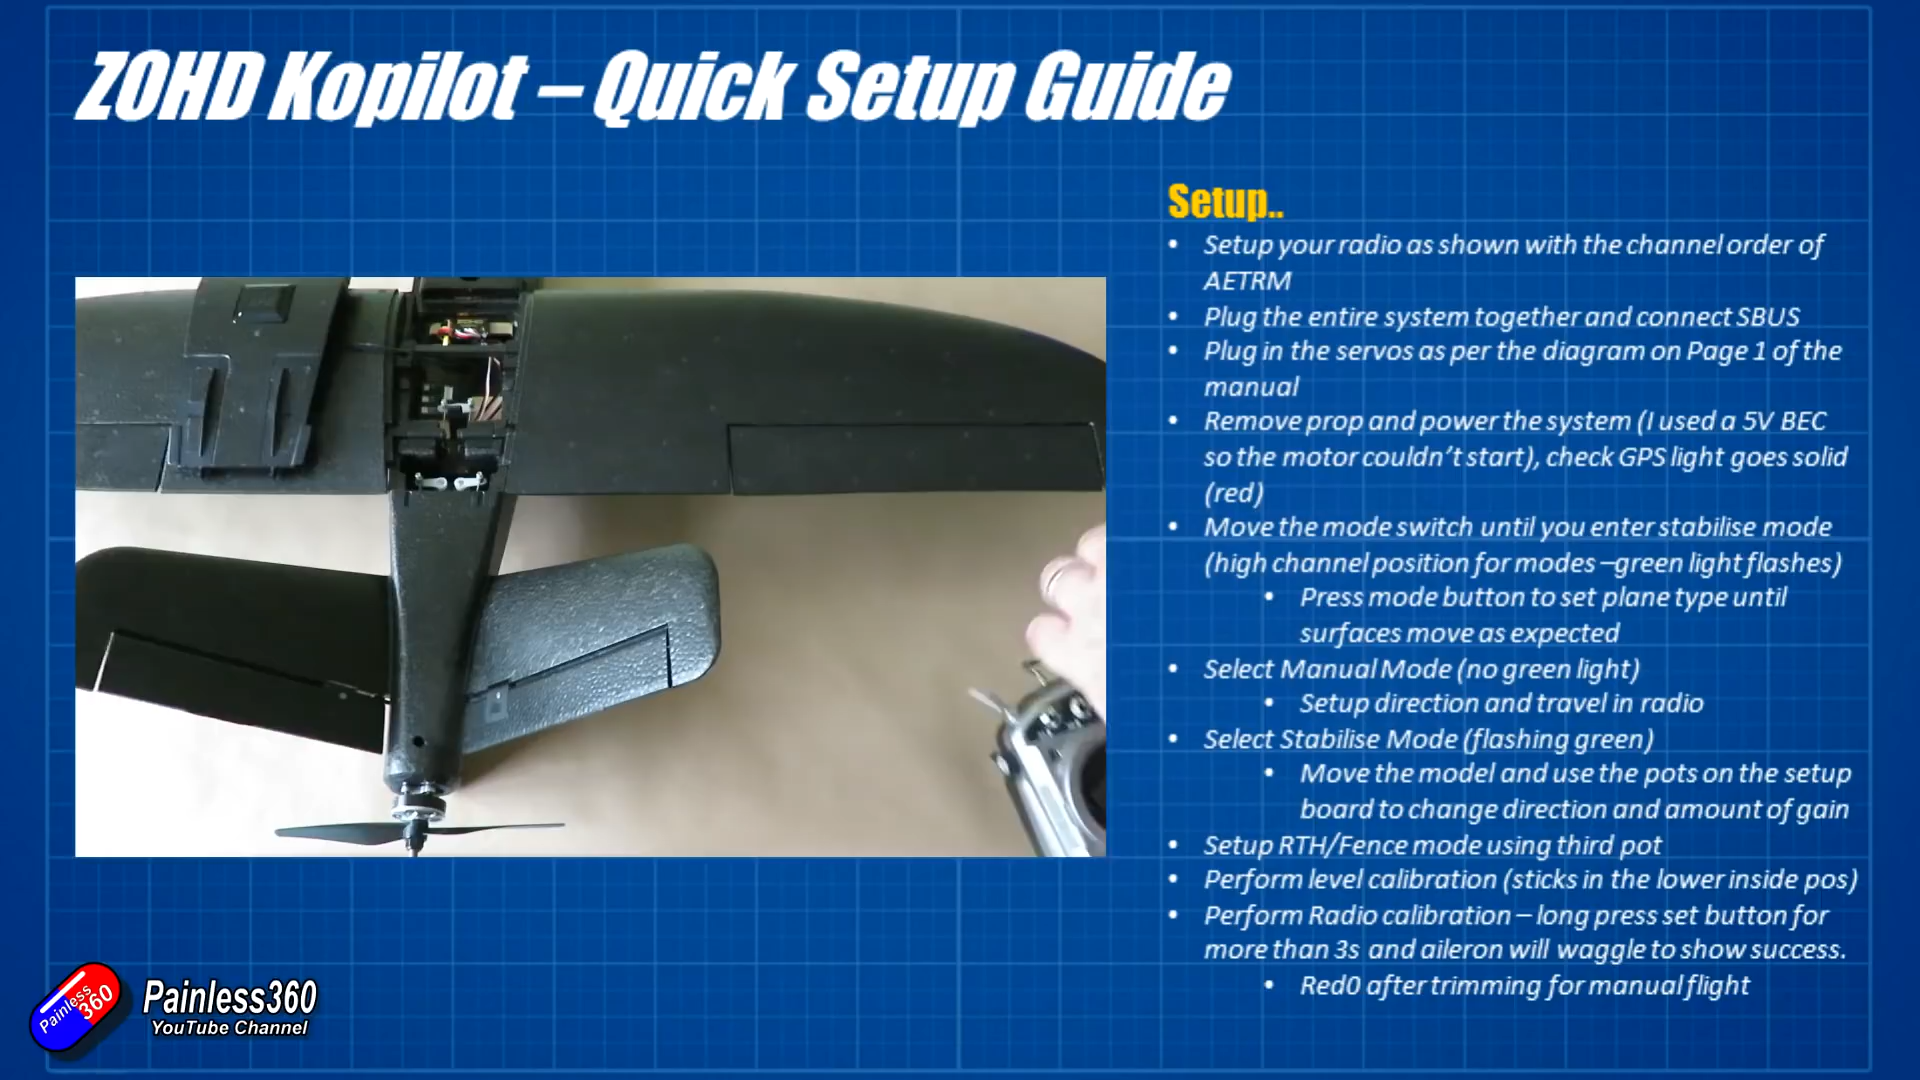 ZOHD Kopilot – Quick Setup Guide
Setup..
• Setup your radio as shown with the channel order of
AETRM
• Plug the entire system together and connect SBUS
• Plug in the servos as per the diagram on Page 1 of the
manual
• Remove prop and power the system (I used a 5V BEC
so the motor couldn't start), check GPS light goes solid
(red)
• Move the mode switch until you enter stabilise mode
(high channel position for modes –green light flashes)
• Press mode button to set plane type until
surfaces move as expected
• Select Manual Mode (no green light)
• Setup direction and travel in radio
• Select Stabilise Mode (flashing green)
• Move the model and use the pots on the setup
board to change direction and amount of gain
• Setup RTH/Fence mode using third pot
• Perform level calibration (sticks in the lower inside pos)
• Perform Radio calibration – long press set button for
more than 3s and aileron will waggle to show success.
• Red0 after trimming for manual flight
Painless
360
Painless360
YouTube Channel